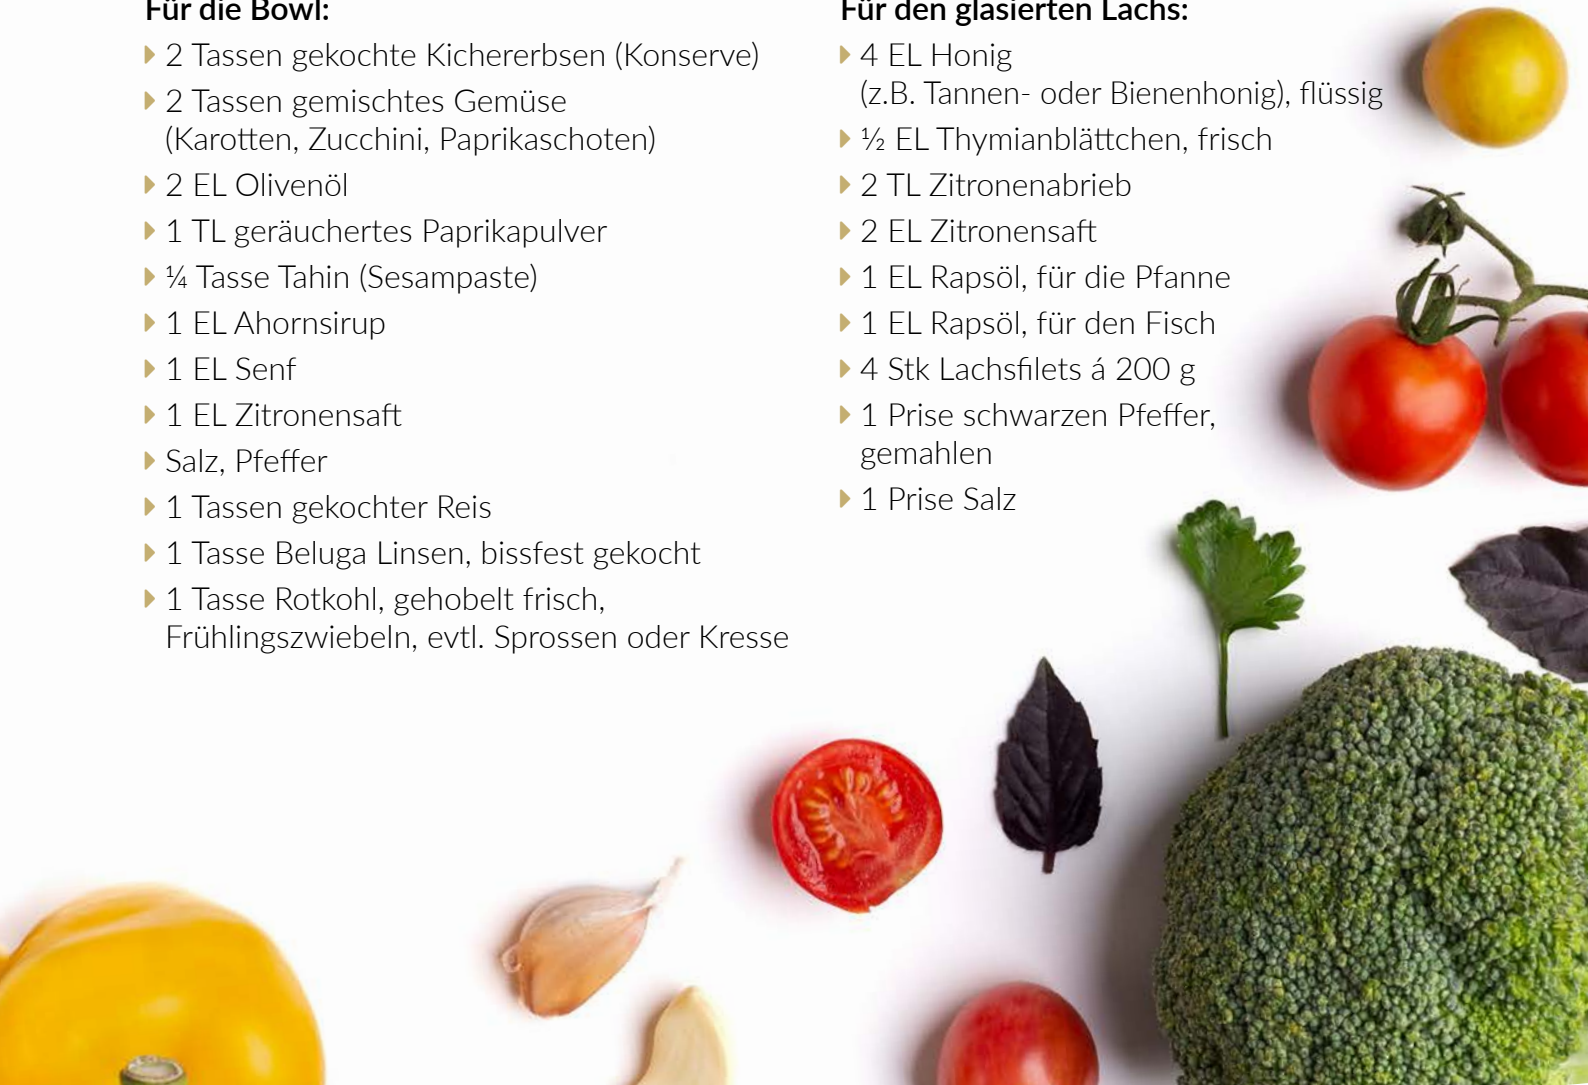 Für die Bowl:
2 Tassen gekochte Kichererbsen (Konserve)
2 Tassen gemischtes Gemüse
(Karotten, Zucchini, Paprikaschoten)
2 EL Olivenöl
1 TL geräuchertes Paprikapulver
¼ Tasse Tahin (Sesampaste)
1 EL Ahornsirup
1 EL Senf
1 EL Zitronensaft
Salz, Pfeffer
1 Tassen gekochter Reis
1 Tasse Beluga Linsen, bissfest gekocht
1 Tasse Rotkohl, gehobelt frisch,
Frühlingszwiebeln, evtl. Sprossen oder Kresse
Für den glasierten Lachs:
4 EL Honig
(z.B. Tannen- oder Bienenhonig), flüssig
½ EL Thymianblättchen, frisch
2 TL Zitronenabrieb
2 EL Zitronensaft
1 EL Rapsöl, für die Pfanne
1 EL Rapsöl, für den Fisch
4 Stk Lachsfilets á 200 g
1 Prise schwarzen Pfeffer,
gemahlen
1 Prise Salz